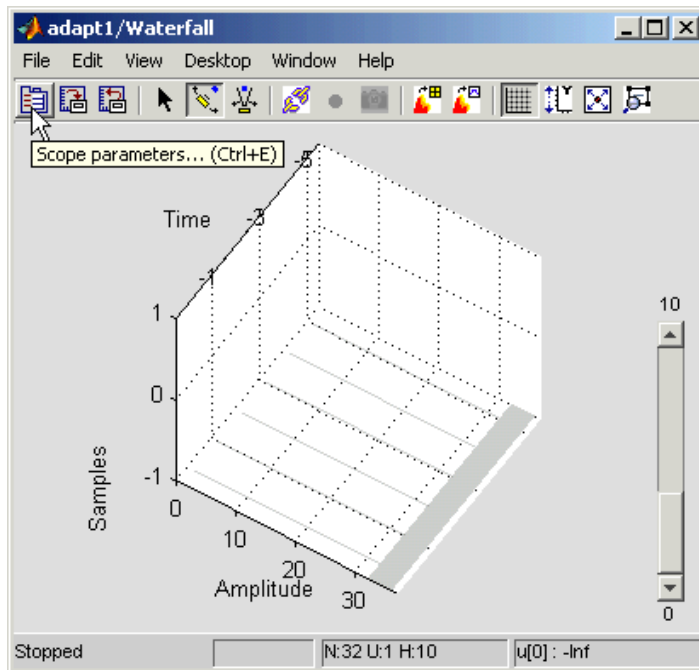 adapt1/Waterfall
File Edit View Desktop Window Help
Scope parameters... (Ctrl+E)
-5
Time
-3
-1
1
0
-1
Samples
0
10
20
30
Amplitude
10
0
Stopped
N:32 U:1 H:10
u[0] : -Inf